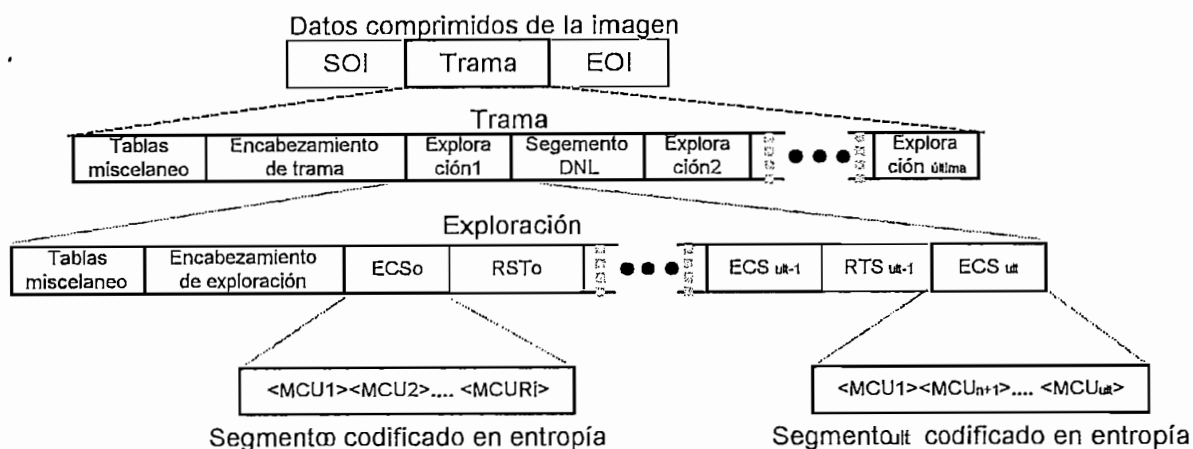 Datos comprimidos de la imagen
SOI Trama EOI
Trama
Tablas miscelaneo Encabezamiento de trama Explora ción1 Segemento DNL Explora ción2 Explora ción última
Exploración
Tablas miscelaneo Encabezamiento de exploración ECSo RSTo ECS ult-1 RTS ult-1 ECS ult
<MCU1><MCU2>.... <MCURi> <MCU1><MCUn+1>.... <MCUult>
Segmento0 codificado en entropía Segmentoult codificado en entropía